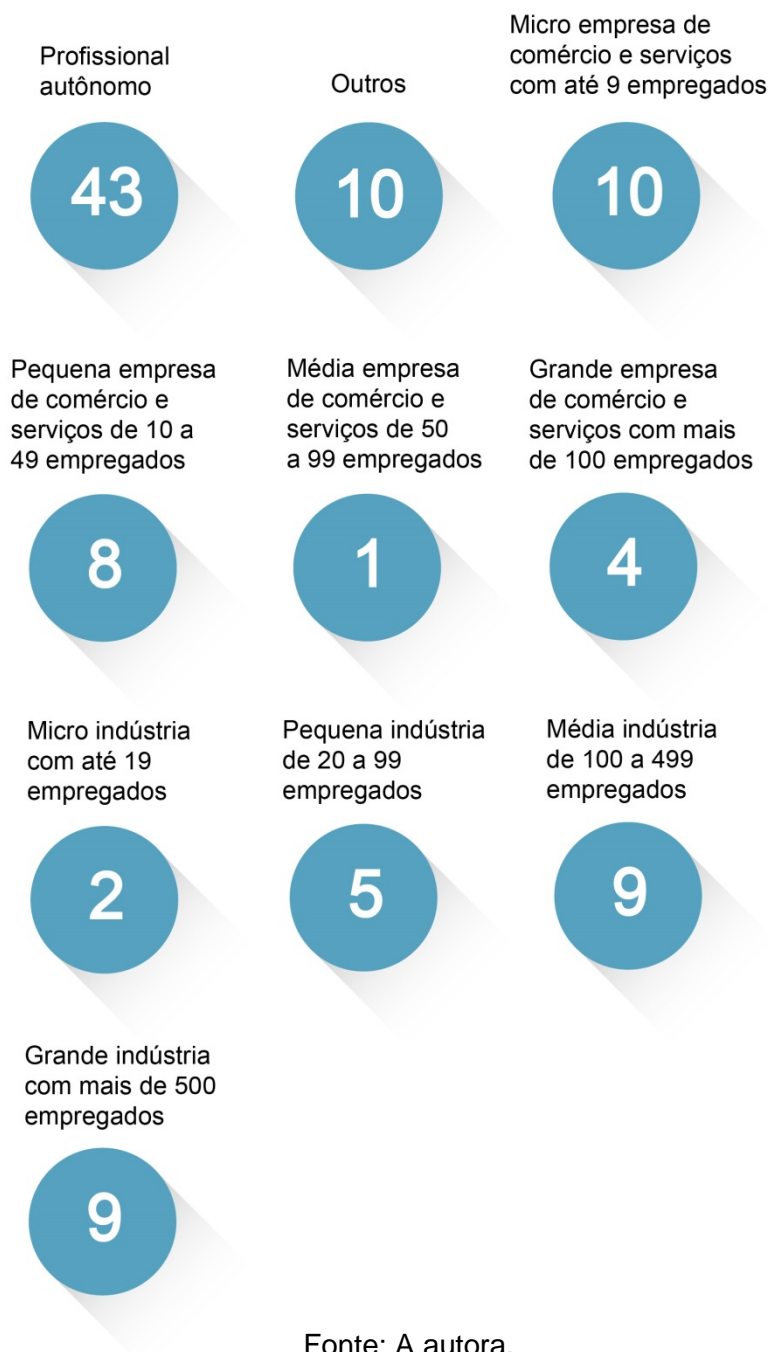 Profissional
autônomo
43
Outros
10
Micro empresa de
comércio e serviços
com até 9 empregados
10
Pequena empresa
de comércio e
serviços de 10 a
49 empregados
8
Média empresa
de comércio e
serviços de 50
a 99 empregados
1
Grande empresa
de comércio e
serviços com mais
de 100 empregados
4
Micro indústria
com até 19
empregados
2
Pequena indústria
de 20 a 99
empregados
5
Média indústria
de 100 a 499
empregados
9
Grande indústria
com mais de 500
empregados
9
Fonte: A autora.